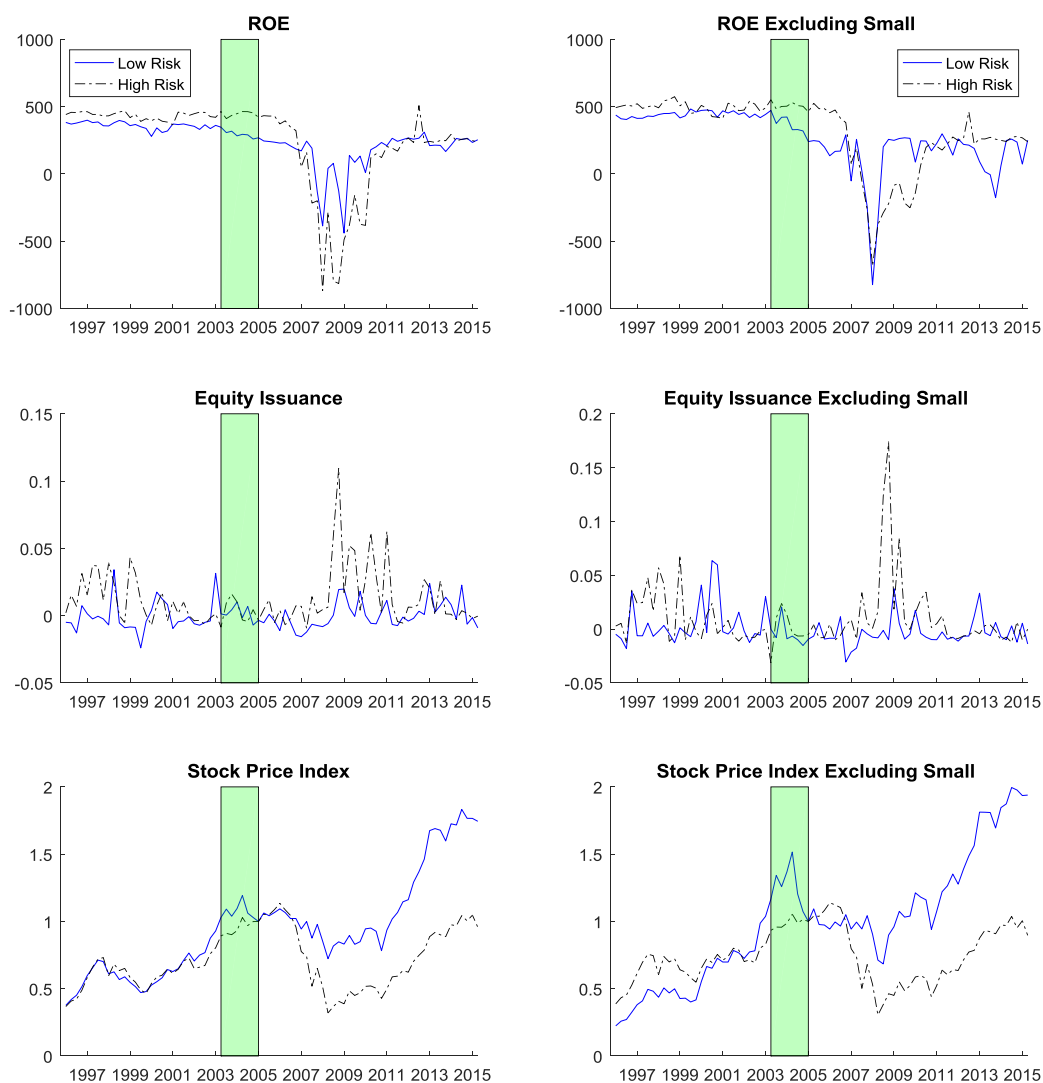 ROE
1000
500
0
-500
-1000
Low Risk
High Risk
1997 1999 2001 2003 2005 2007 2009 2011 2013 2015
ROE Excluding Small
1000
500
0
-500
-1000
Low Risk
High Risk
1997 1999 2001 2003 2005 2007 2009 2011 2013 2015
Equity Issuance
0.15
0.1
0.05
0
-0.05
1997 1999 2001 2003 2005 2007 2009 2011 2013 2015
Equity Issuance Excluding Small
0.2
0.15
0.1
0.05
0
-0.05
1997 1999 2001 2003 2005 2007 2009 2011 2013 2015
Stock Price Index
2
1.5
1
0.5
0
1997 1999 2001 2003 2005 2007 2009 2011 2013 2015
Stock Price Index Excluding Small
2
1.5
1
0.5
0
1997 1999 2001 2003 2005 2007 2009 2011 2013 2015